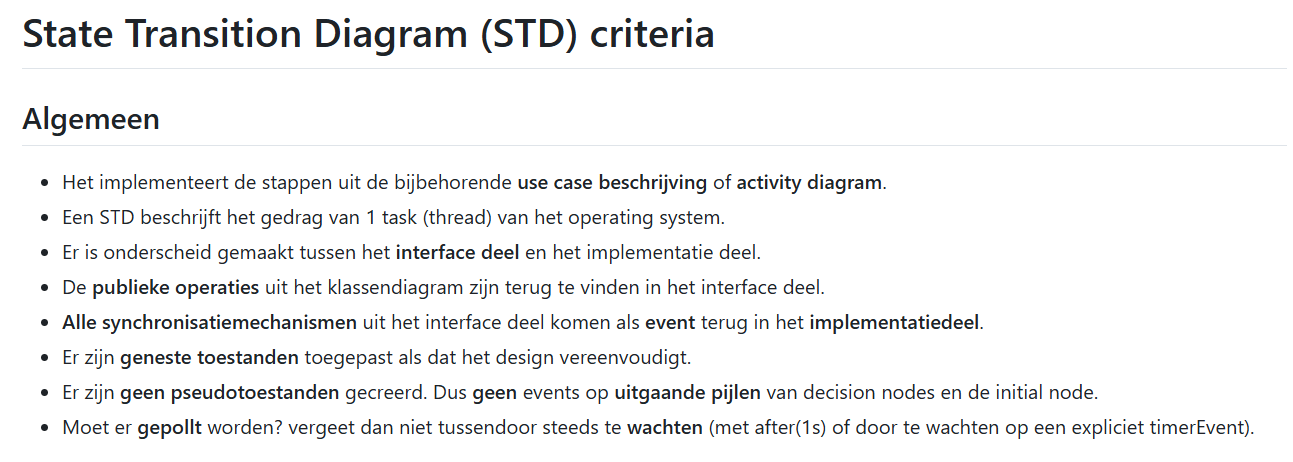 State Transition Diagram (STD) criteria
Algemeen
Het implementeert de stappen uit de bijbehorende use case beschrijving of activity diagram.
Een STD beschrijft het gedrag van 1 task (thread) van het operating system.
Er is onderscheid gemaakt tussen het interface deel en het implementatie deel.
De publieke operaties uit het klassendiagram zijn terug te vinden in het interface deel.
Alle synchronisatiemechanismen uit het interface deel komen als event terug in het implementatiedeel.
Er zijn geneste toestanden toegepast als dat het design vereenvoudigt.
Er zijn geen pseudotoestanden gecreerd. Dus geen events op uitgaande pijlen van decision nodes en de initial node.
Moet er gepollt worden? vergeet dan niet tussendoor steeds te wachten (met after(1s) of door te wachten op een expliciet timerEvent).